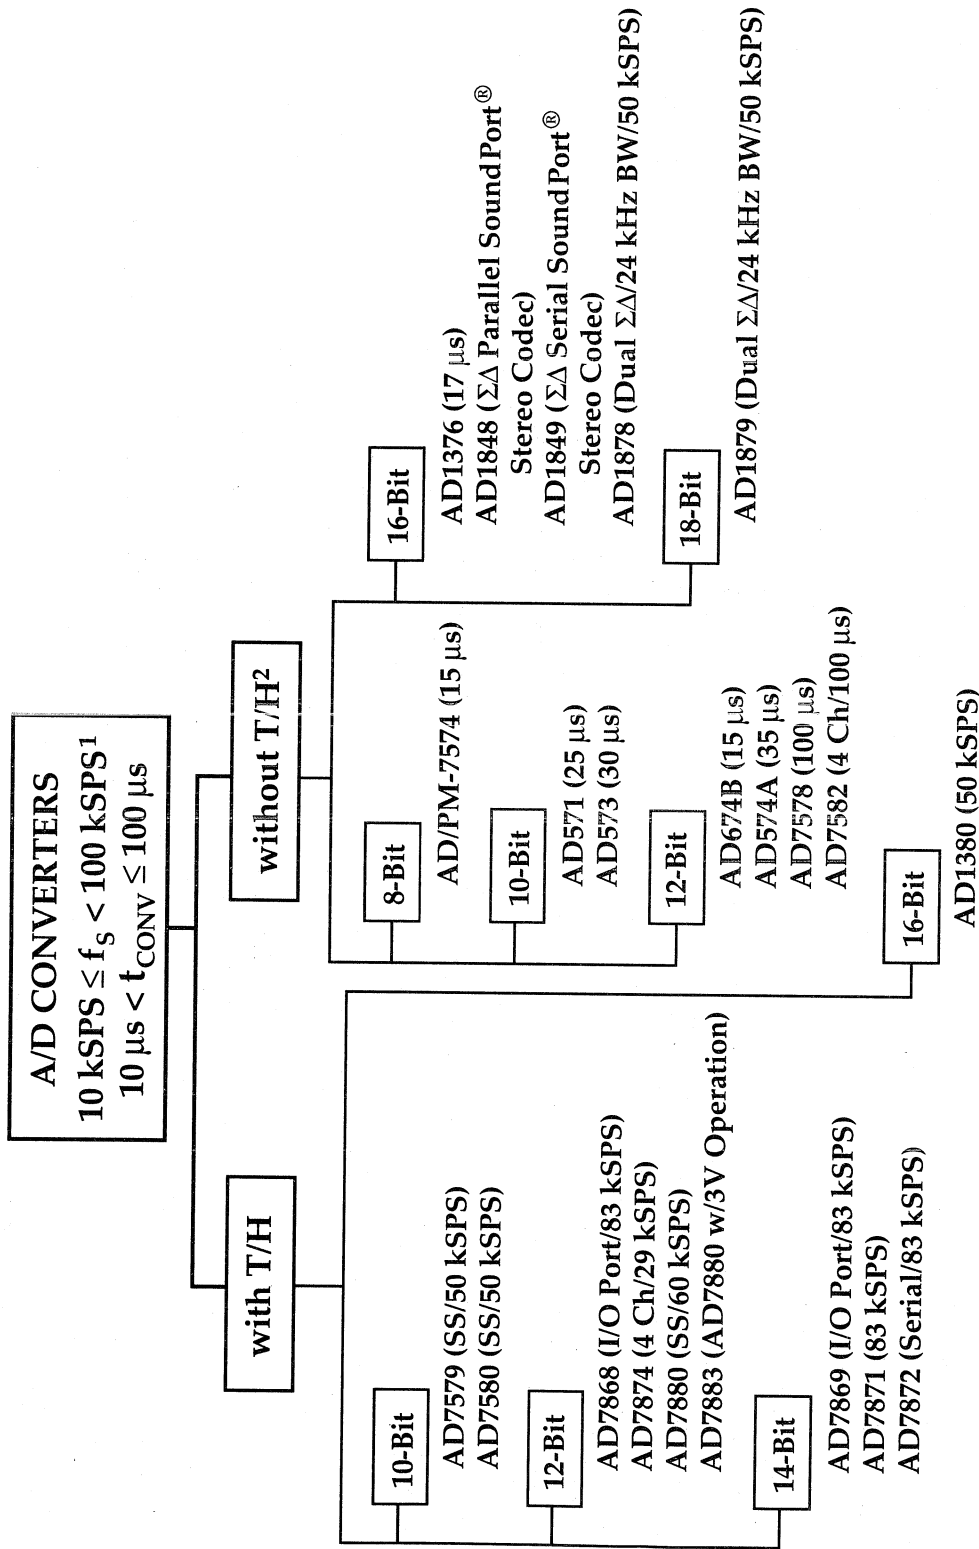 A/D CONVERTERS
10 kSPS ≤ fS < 100 kSPS1
10 μs < tCONV ≤ 100 μs
with T/H
10-Bit
AD7579 (SS/50 kSPS)
AD7580 (SS/50 kSPS)
12-Bit
AD7868 (I/O Port/83 kSPS)
AD7874 (4 Ch/29 kSPS)
AD7880 (SS/60 kSPS)
AD7883 (AD7880 w/3V Operation)
14-Bit
AD7869 (I/O Port/83 kSPS)
AD7871 (83 kSPS)
AD7872 (Serial/83 kSPS)
16-Bit
AD1380 (50 kSPS)
without T/H2
8-Bit
AD/PM-7574 (15 μs)
10-Bit
AD571 (25 μs)
AD573 (30 μs)
12-Bit
AD674B (15 μs)
AD574A (35 μs)
AD7578 (100 μs)
AD7582 (4 Ch/100 μs)
16-Bit
AD1376 (17 μs)
AD1848 (ΣΔ Parallel SoundPort®
Stereo Codec)
AD1849 (ΣΔ Serial SoundPort®
Stereo Codec)
AD1878 (Dual ΣΔ/24 kHz BW/50 kSPS)
18-Bit
AD1879 (Dual ΣΔ/24 kHz BW/50 kSPS)